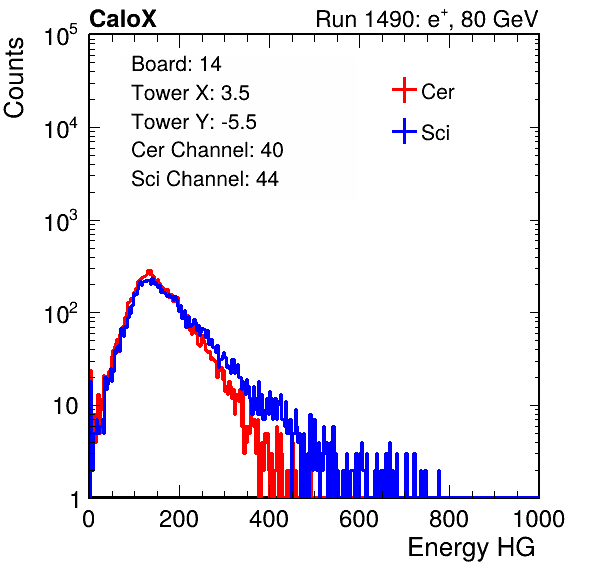 CaloX Run 1490: e⁺, 80 GeV
Board: 14
Tower X: 3.5
Tower Y: -5.5
Cer Channel: 40
Sci Channel: 44
Cer
Sci
Counts
10⁵
10⁴
10³
10²
10
1
0 200 400 600 800 1000
Energy HG